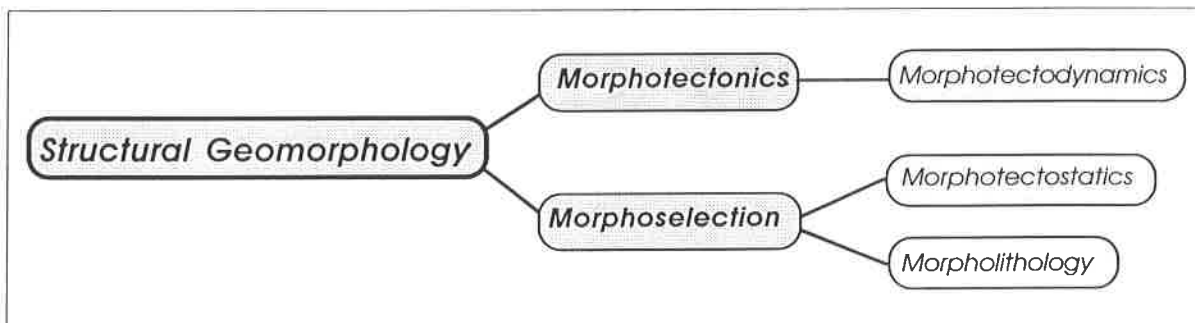 Structural Geomorphology
Morphotectonics
Morphotectodynamics
Morphoselection
Morphotectostatics
Morpholithology